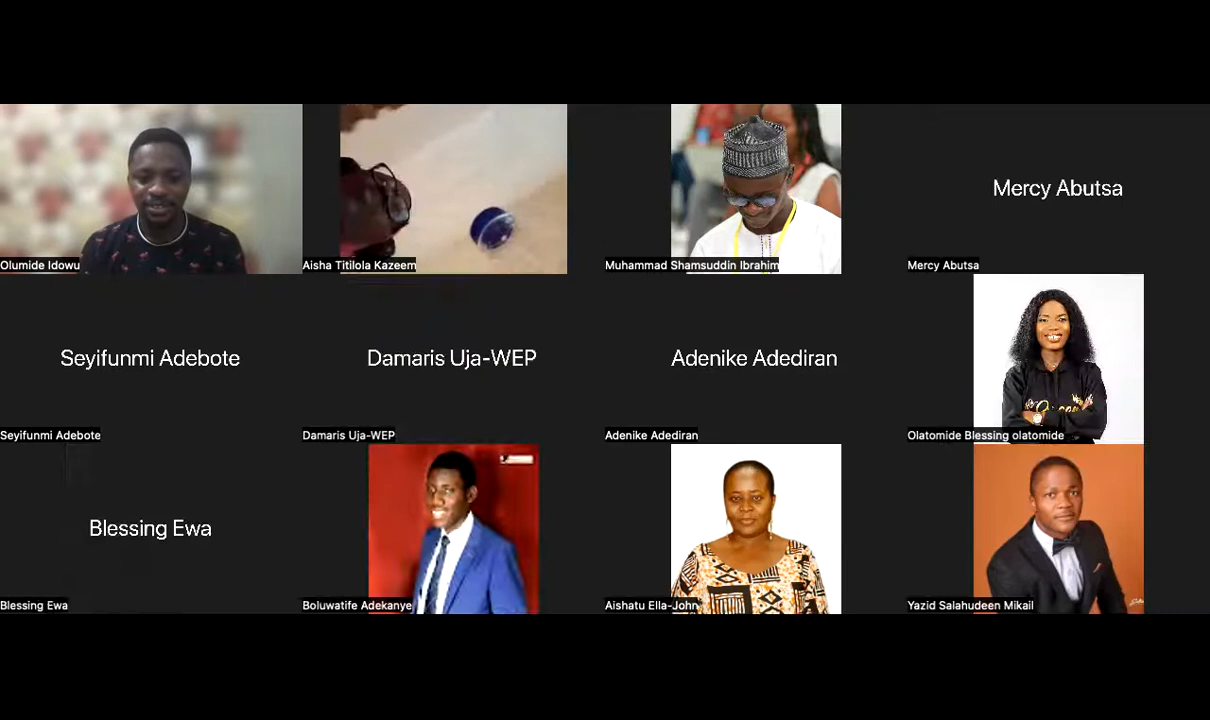 Olumide Idowu
Aisha Titilola Kazeem
Muhammad Shamsuddin Ibrahim
Mercy Abutsa
Mercy Abutsa
Seyifunmi Adebote
Seyifunmi Adebote
Damaris Uja-WEP
Damaris Uja-WEP
Adenike Adediran
Adenike Adediran
Olatomide Blessing olatomide
Blessing Ewa
Blessing Ewa
Boluwatife Adekanye
Aishatu Ella-John
Yazid Salahudeen Mikail